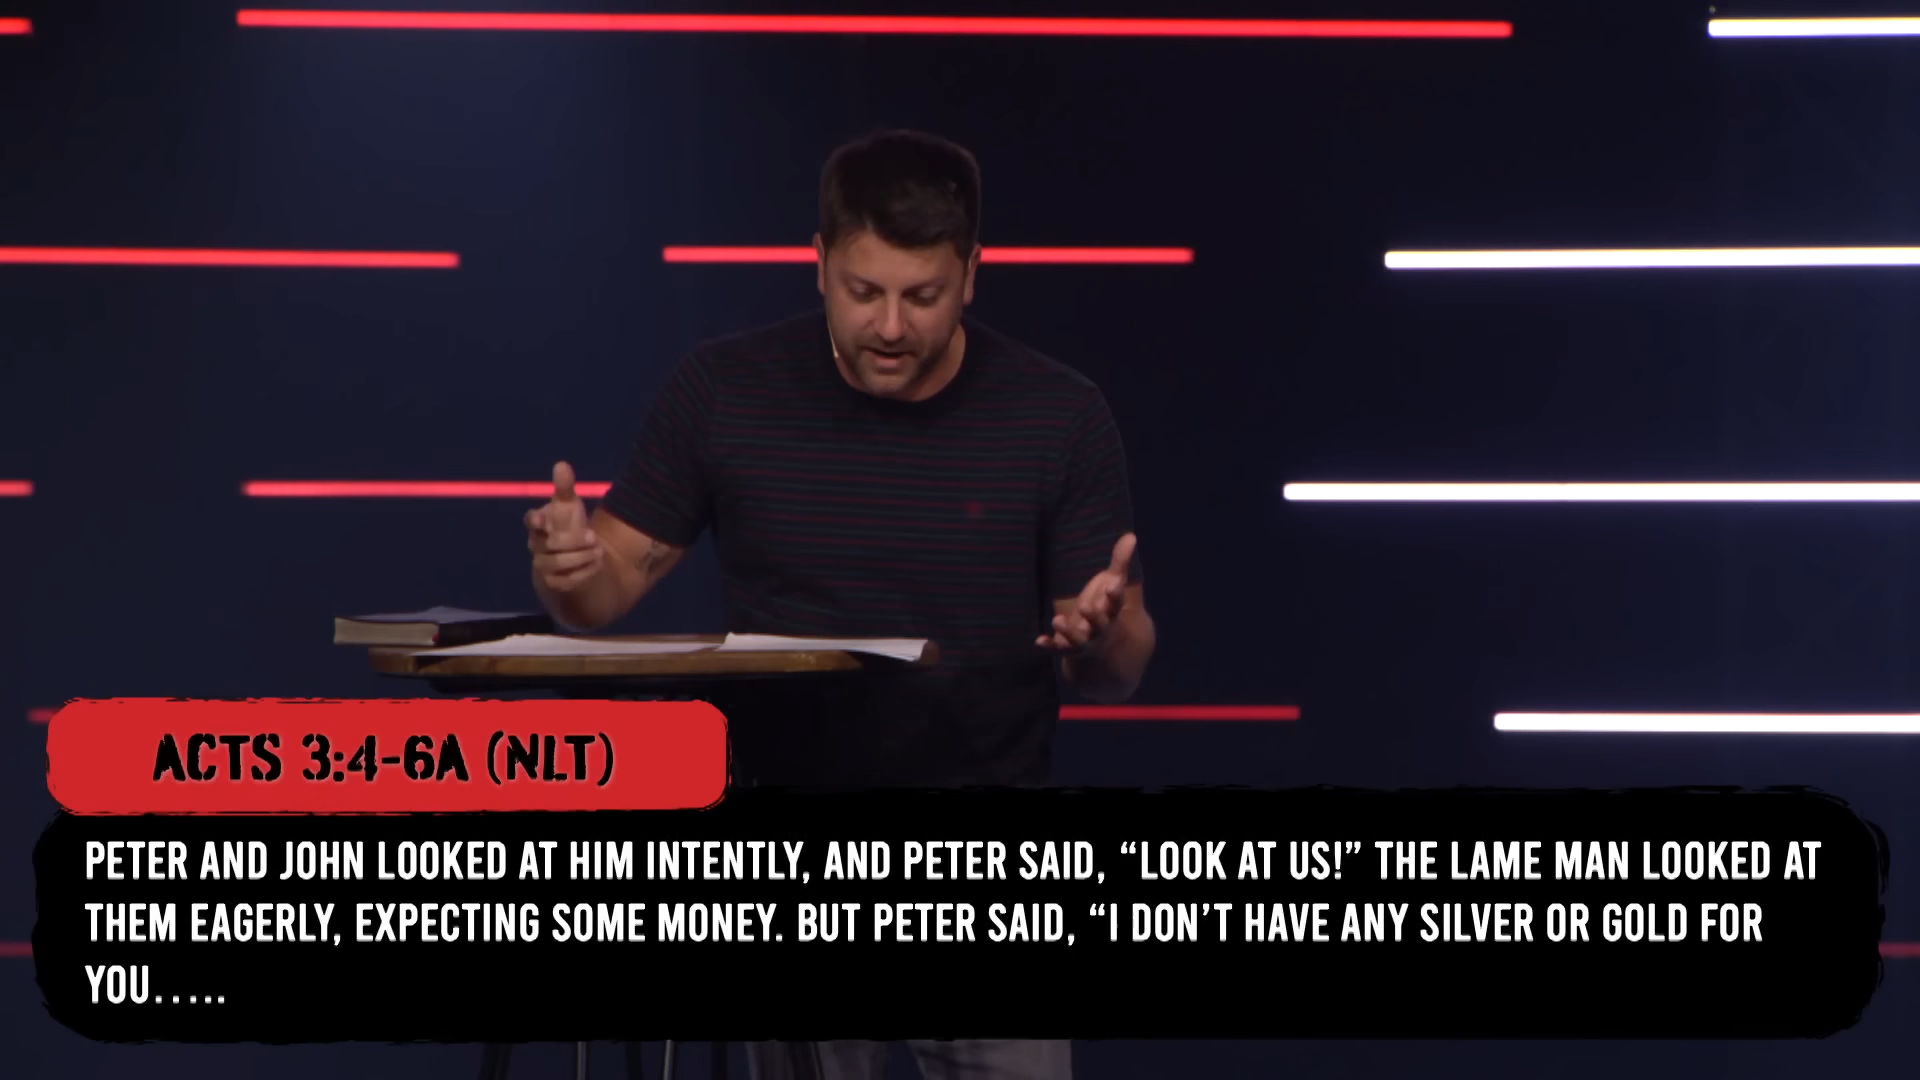 ACTS 3:4-6A (NLT)
PETER AND JOHN LOOKED AT HIM INTENTLY, AND PETER SAID, “LOOK AT US!” THE LAME MAN LOOKED AT
THEM EAGERLY, EXPECTING SOME MONEY. BUT PETER SAID, “I DON’T HAVE ANY SILVER OR GOLD FOR
YOU.....